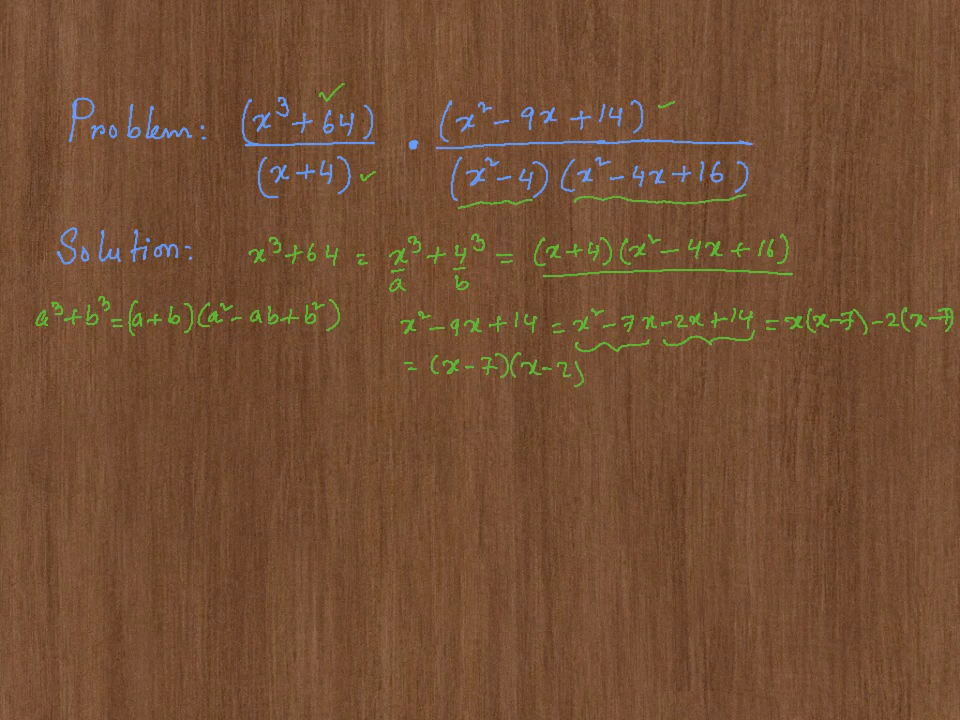 Problem: (x³+64)/(x+4) · (x²-9x+14)/((x²-4)(x²-4x+16))
Solution: x³+64 = x³+4³ = (x+4)(x²-4x+16)
a b
a³+b³=(a+b)(a²-ab+b²)
x²-9x+14 = x²-7x-2x+14 = x(x-7)-2(x-7)
= (x-7)(x-2)